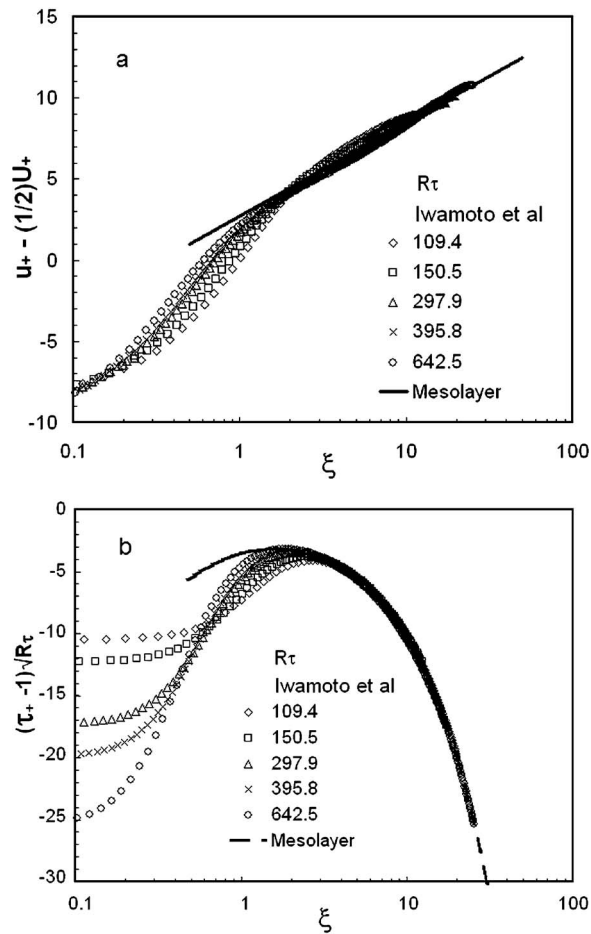 15
a
10
5
0
-5
-10
u₊ - (1/2)U₊
Rτ
Iwamoto et al
109.4
150.5
297.9
395.8
642.5
Mesolayer
0.1
1
10
100
ξ
0
b
-5
-10
-15
-20
-25
-30
(τ₊ -1)√Rτ
Rτ
Iwamoto et al
109.4
150.5
297.9
395.8
642.5
Mesolayer
0.1
1
10
100
ξ